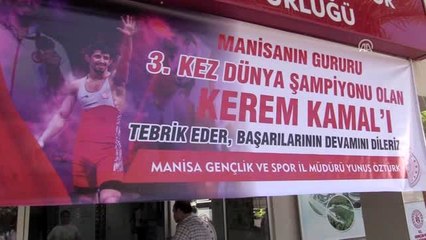 ORLÜĞÜ
MANİSANIN GURURU
3. KEZ DÜNYA ŞAMPİYONU OLAN
KEREM KAMAL'I
TEBRİK EDER, BAŞARILARININ DEVAMINI DİLERİZ
MANİSA GENÇLİK VE SPOR İL MÜDÜRÜ YUNUS ÖZTÜRK